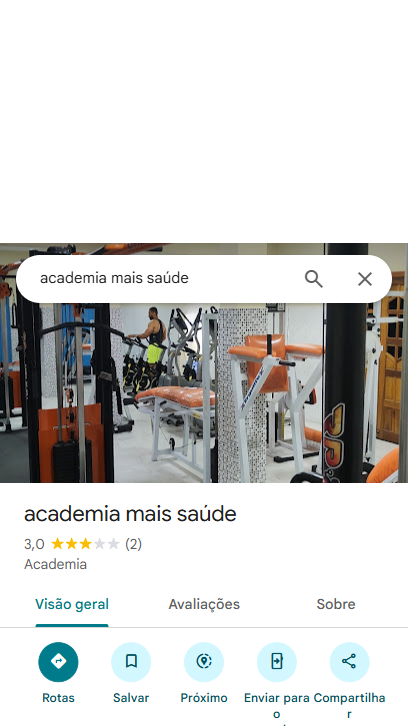 academia mais saúde
academia mais saúde
3,0 (2)
Academia
Visão geral Avaliações Sobre
Rotas Salvar Próximo Enviar para o Compartilhar